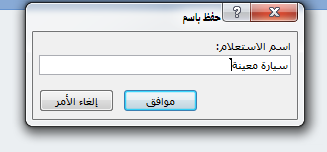 حفظ باسم
اسم الاستعلام:
سيارة معينة
موافق
إلغاء الأمر